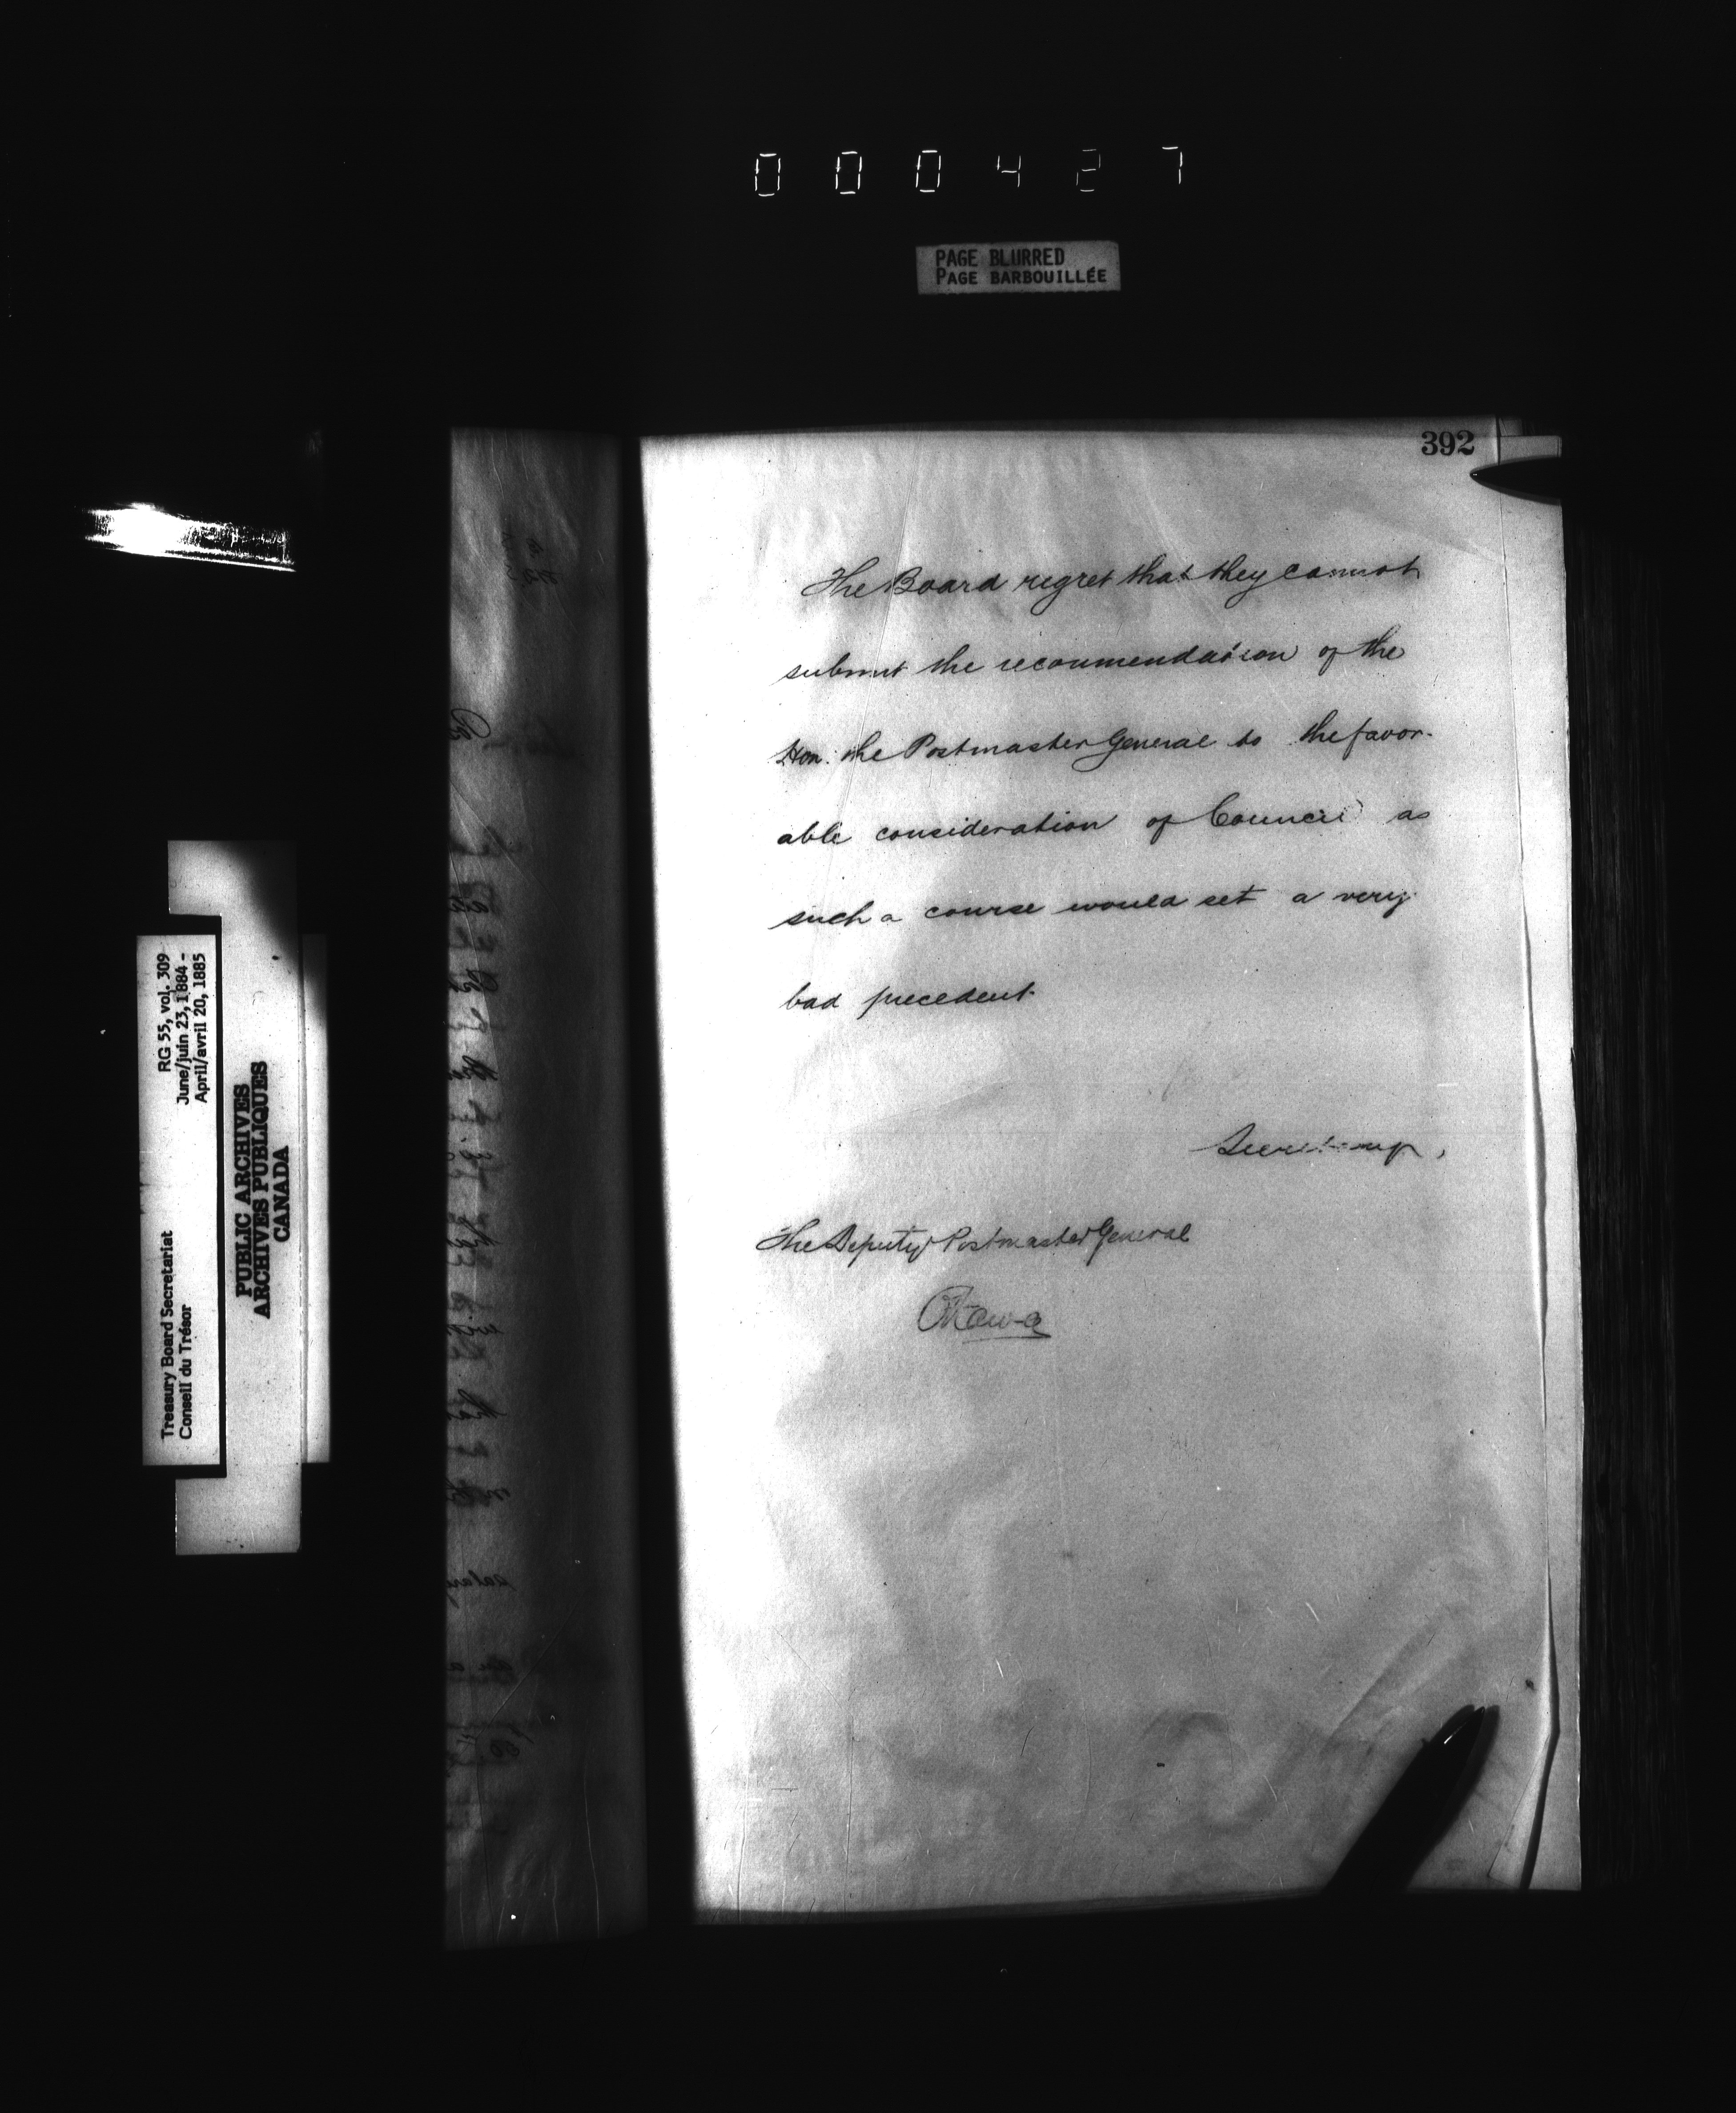 000427
PAGE BLURRED
PAGE BARBOUILLÉE
392
The Board regret that they cannot
submit the recommendation of the
Hon. the Postmaster General to the favor-
able consideration of Council as
such a course would set a very
bad precedent.
Secretary,
The Deputy Postmaster General
Ottawa
Treasury Board Secretariat RG 55, vol. 309
Conseil du Trésor June/juin 23, 1884 -
April/avril 20, 1885
PUBLIC ARCHIVES
ARCHIVES PUBLIQUES
CANADA